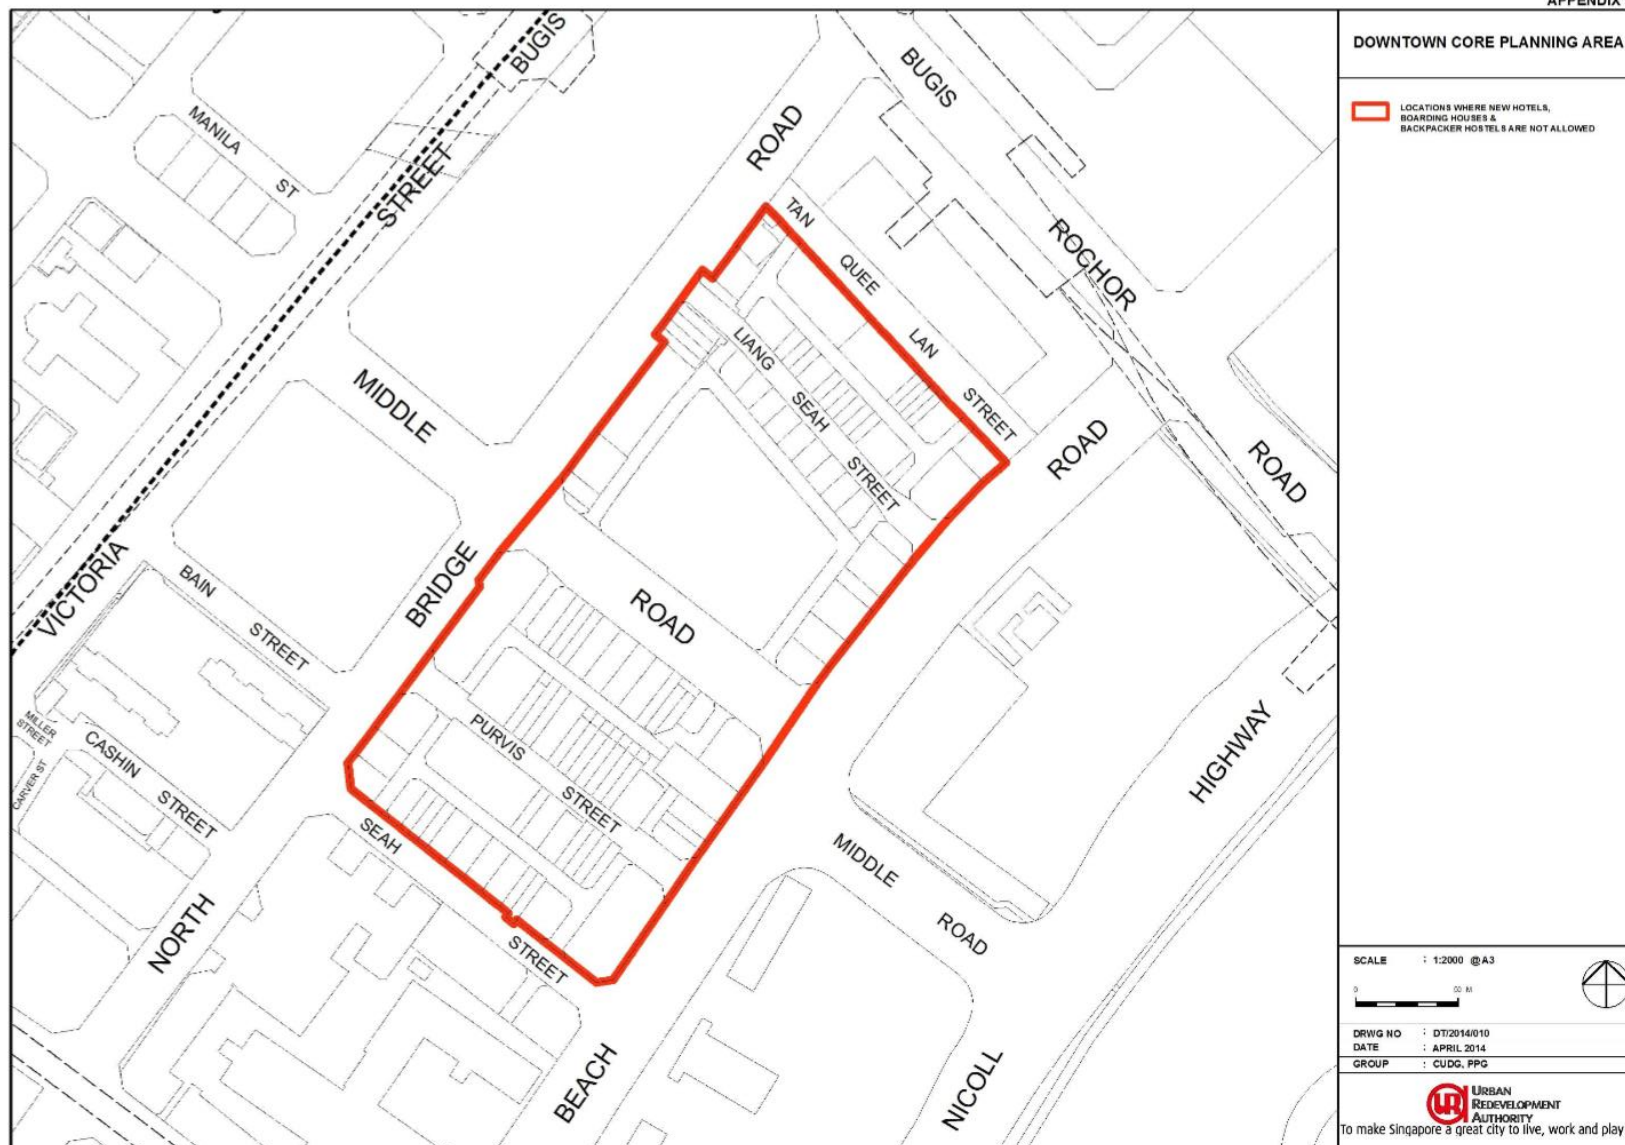 APPENDIX
DOWNTOWN CORE PLANNING AREA
LOCATIONS WHERE NEW HOTELS,
BOARDING HOUSES &
BACKPACKER HOSTELS ARE NOT ALLOWED
BUGIS
BUGIS
MANILA
ST
STREET
ROAD
TAN
QUEE
LAN
STREET
ROCHOR
ROAD
LIANG
SEAH
STREET
ROAD
MIDDLE
BRIDGE
ROAD
VICTORIA
BAIN
STREET
MILLER
STREET
CARVER ST
CASHIN
STREET
PURVIS
STREET
SEAH
STREET
NORTH
MIDDLE
ROAD
HIGHWAY
BEACH
NICOLL
SCALE : 1:2000 @A3
0 50 M
DRWG NO : DT/2014/010
DATE : APRIL 2014
GROUP : CUDG, PPG
URBAN
REDEVELOPMENT
AUTHORITY
To make Singapore a great city to live, work and play